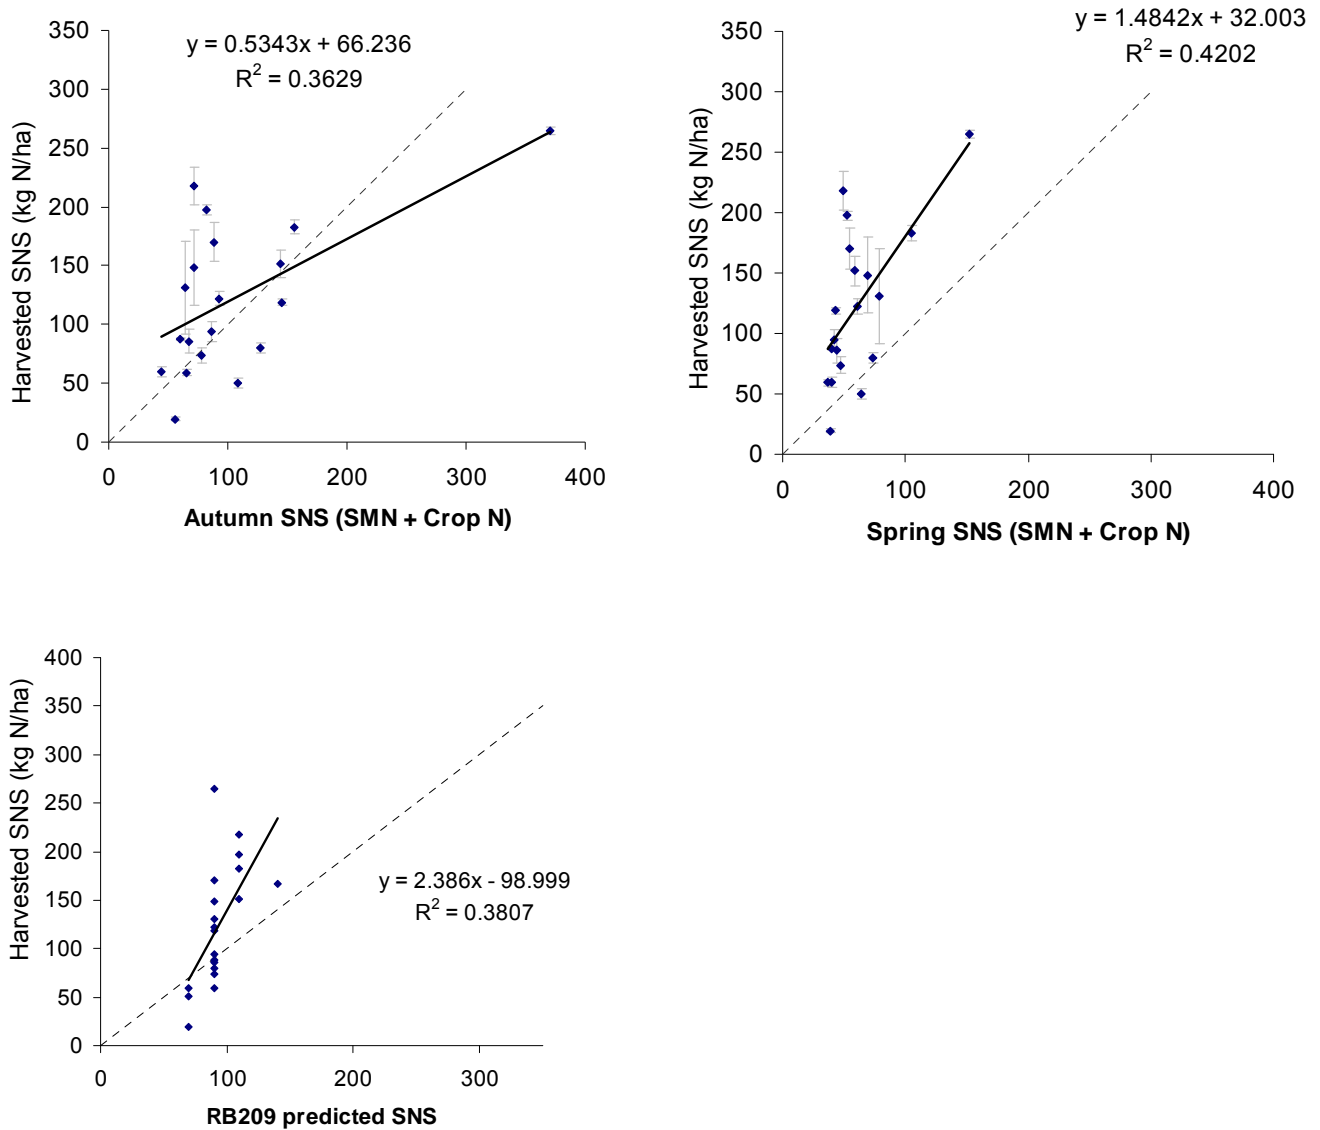 y = 0.5343x + 66.236
R² = 0.3629
Harvested SNS (kg N/ha)
350
300
250
200
150
100
50
0
0 100 200 300 400
Autumn SNS (SMN + Crop N)
y = 1.4842x + 32.003
R² = 0.4202
Harvested SNS (kg N/ha)
350
300
250
200
150
100
50
0
0 100 200 300 400
Spring SNS (SMN + Crop N)
Harvested SNS (kg N/ha)
400
350
300
250
200
150
100
50
0
y = 2.386x - 98.999
R² = 0.3807
0 100 200 300
RB209 predicted SNS